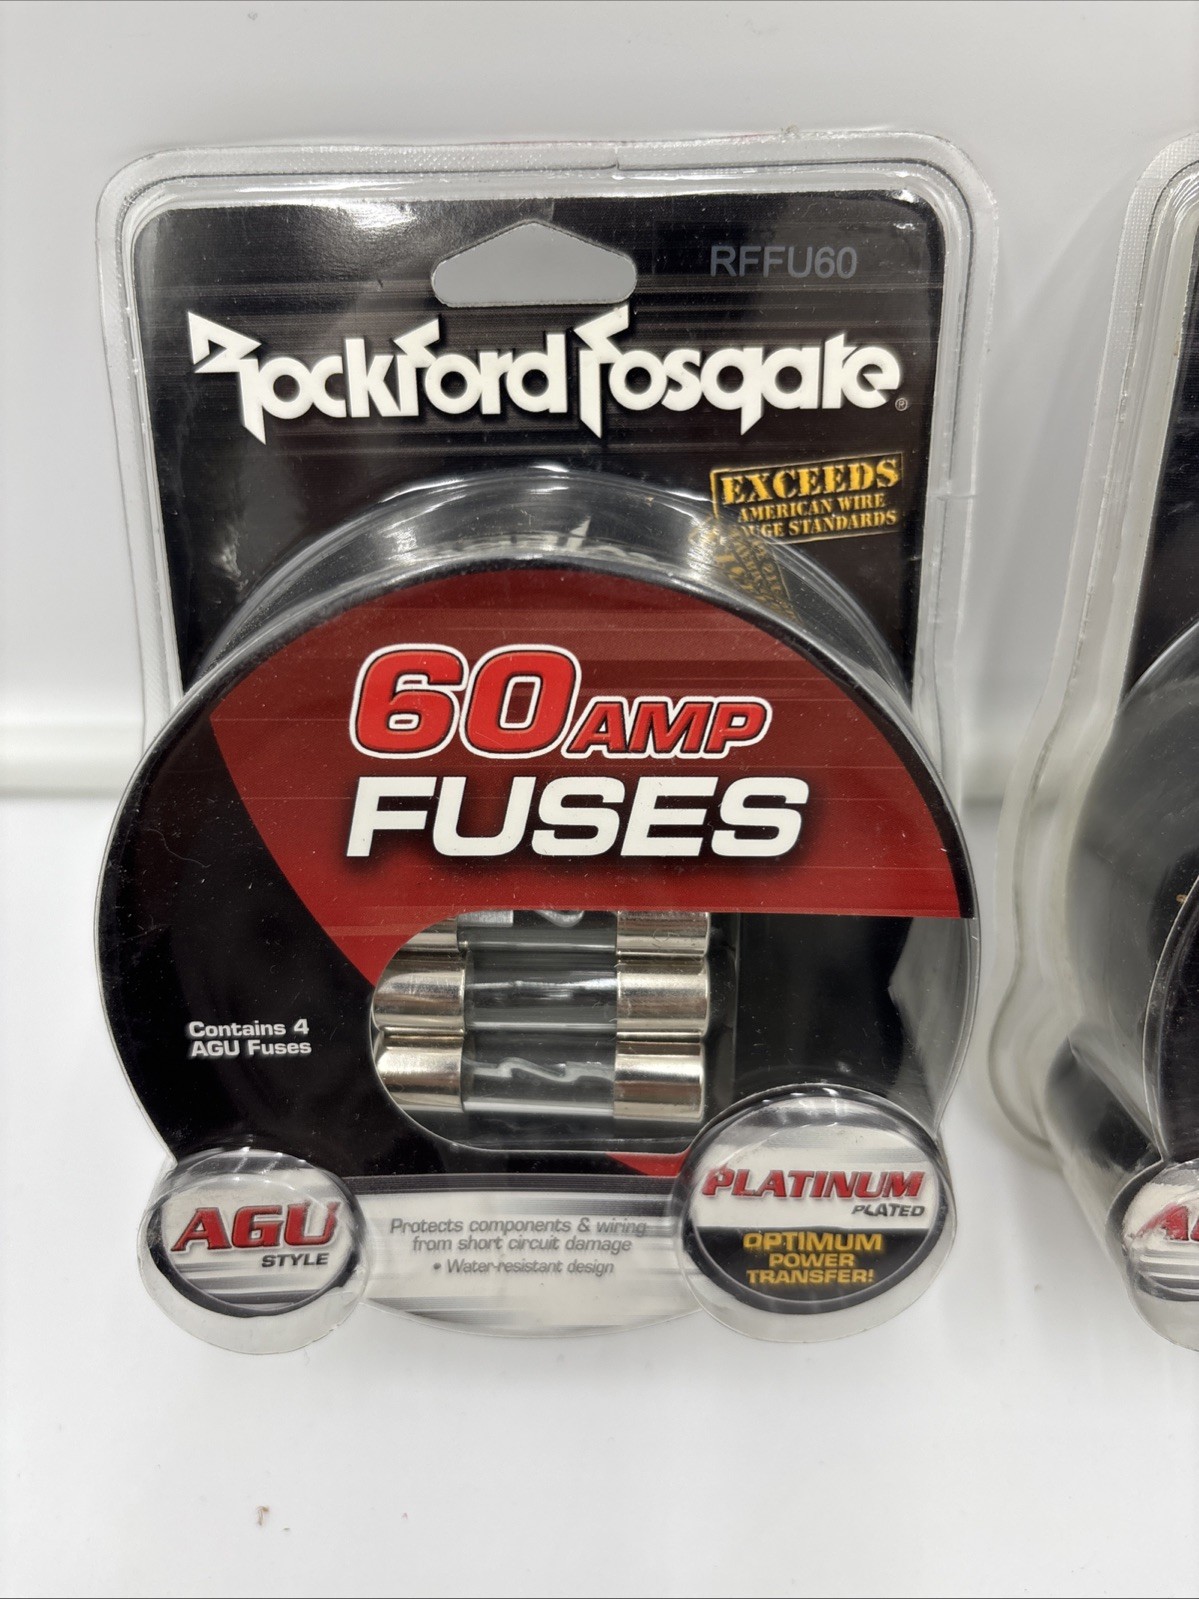 RFFU60
Rockford Fosgate®
EXCEEDS
AMERICAN WIRE
UGE STANDARDS
60 AMP
FUSES
Contains 4
AGU Fuses
AGU
STYLE
Protects components & wiring
from short circuit damage
• Water-resistant design
PLATINUM
PLATED
OPTIMUM
POWER
TRANSFER!